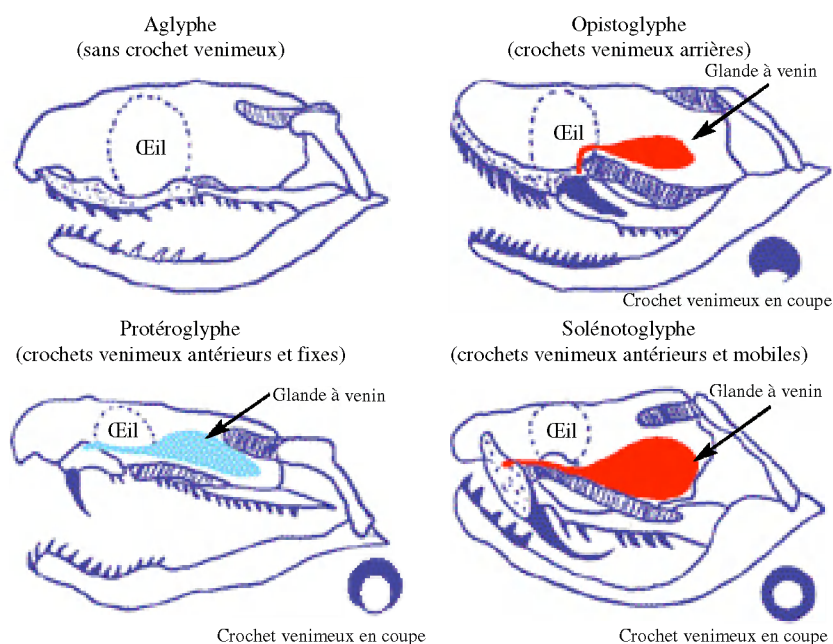 Aglyphe
(sans crochet venimeux)
Œil
Opistoglyphe
(crochets venimeux arrières)
Glande à venin
Œil
Crochet venimeux en coupe
Protéroglyphe
(crochets venimeux antérieurs et fixes)
Glande à venin
Œil
Crochet venimeux en coupe
Solénotoglyphe
(crochets venimeux antérieurs et mobiles)
Glande à venin
Œil
Crochet venimeux en coupe